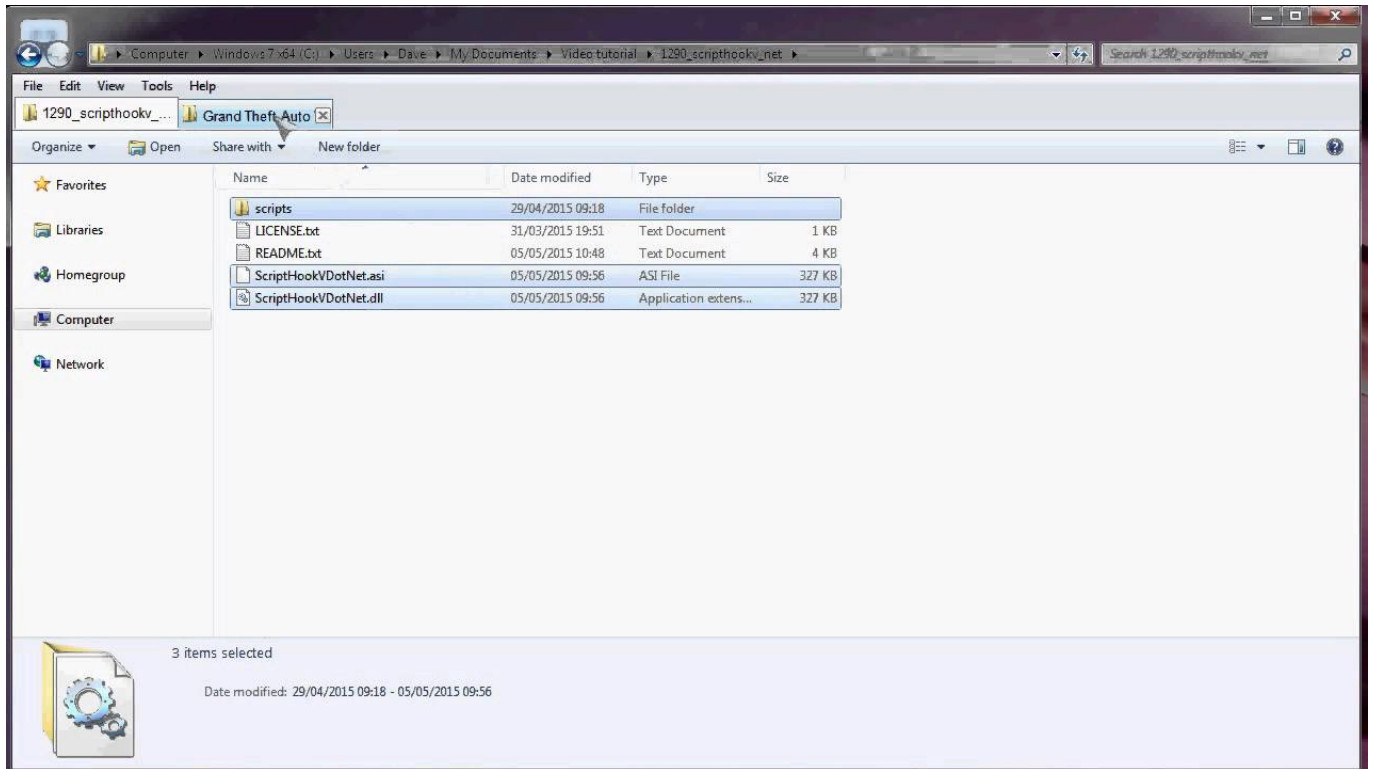 Computer Windows 7 x64 (C:) Users Dave My Documents Video tutorial 1290_scripthookv_net Search 1290_scripthookv_net
File Edit View Tools Help
1290_scripthookv_... Grand Theft Auto
Organize Open Share with New folder
Favorites
Libraries
Homegroup
Computer
Network
Name Date modified Type Size
scripts 29/04/2015 09:18 File folder
LICENSE.txt 31/03/2015 19:51 Text Document 1 KB
README.txt 05/05/2015 10:48 Text Document 4 KB
ScriptHookVDotNet.asi 05/05/2015 09:56 ASI File 327 KB
ScriptHookVDotNet.dll 05/05/2015 09:56 Application extens... 327 KB
3 items selected
Date modified: 29/04/2015 09:18 - 05/05/2015 09:56